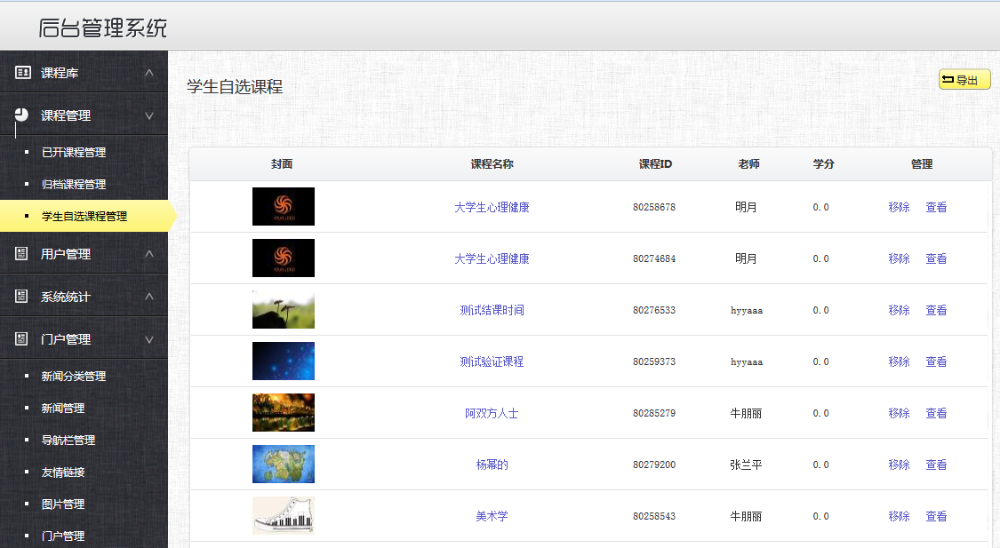 后台管理系统
课程库
课程管理
已开课程管理
归档课程管理
学生自选课程管理
用户管理
系统统计
门户管理
新闻分类管理
新闻管理
导航栏管理
友情链接
图片管理
门户管理
学生自选课程
导出
封面 课程名称 课程ID 老师 学分 管理
YOUR LOGO 大学生心理健康 80258678 明月 0.0 移除 查看
YOUR LOGO 大学生心理健康 80274684 明月 0.0 移除 查看
测试结课时间 80276533 hyyaaa 0.0 移除 查看
测试验证课程 80259373 hyyaaa 0.0 移除 查看
阿双方人士 80285279 牛朋丽 0.0 移除 查看
杨幂的 80279200 张兰平 0.0 移除 查看
美术学 80258543 牛朋丽 0.0 移除 查看